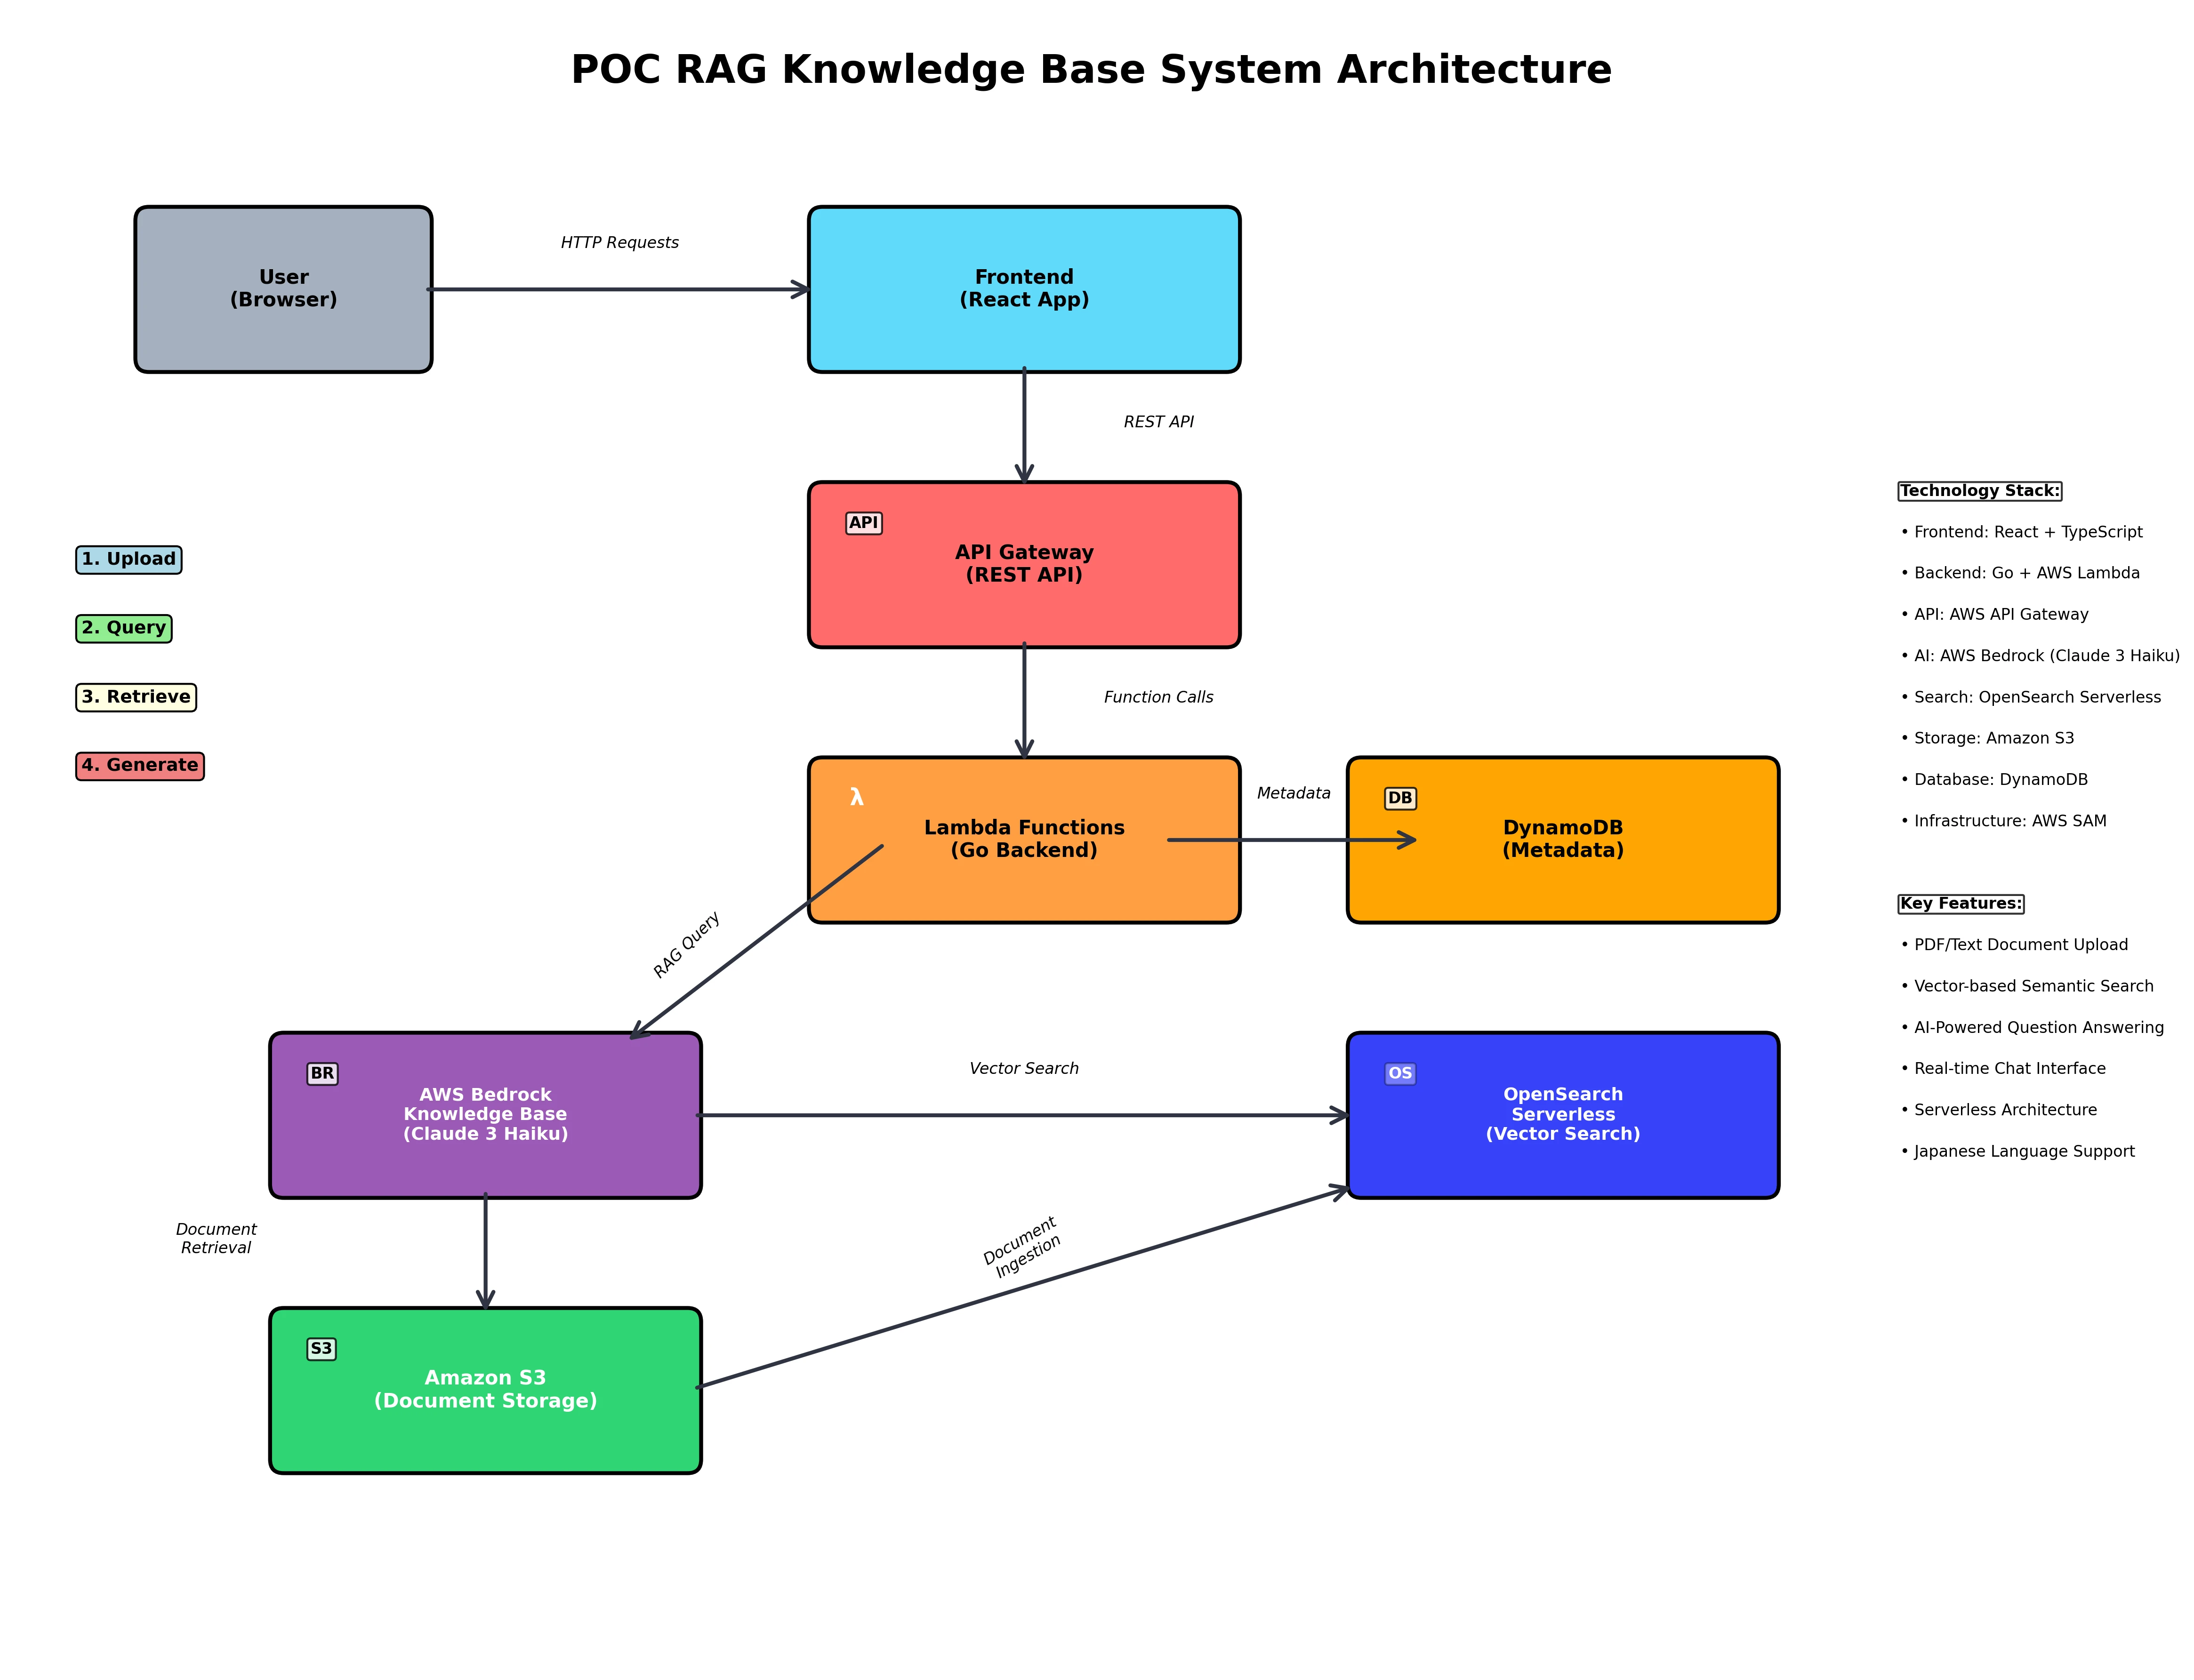 POC RAG Knowledge Base System Architecture
User
(Browser)
HTTP Requests
Frontend
(React App)
REST API
API
API Gateway
(REST API)
1. Upload
2. Query
3. Retrieve
4. Generate
Function Calls
λ
Lambda Functions
(Go Backend)
Metadata
DB
DynamoDB
(Metadata)
RAG Query
BR
AWS Bedrock
Knowledge Base
(Claude 3 Haiku)
Vector Search
OS
OpenSearch
Serverless
(Vector Search)
Document
Retrieval
Document
Ingestion
S3
Amazon S3
(Document Storage)
Technology Stack:
• Frontend: React + TypeScript
• Backend: Go + AWS Lambda
• API: AWS API Gateway
• AI: AWS Bedrock (Claude 3 Haiku)
• Search: OpenSearch Serverless
• Storage: Amazon S3
• Database: DynamoDB
• Infrastructure: AWS SAM
Key Features:
• PDF/Text Document Upload
• Vector-based Semantic Search
• AI-Powered Question Answering
• Real-time Chat Interface
• Serverless Architecture
• Japanese Language Support